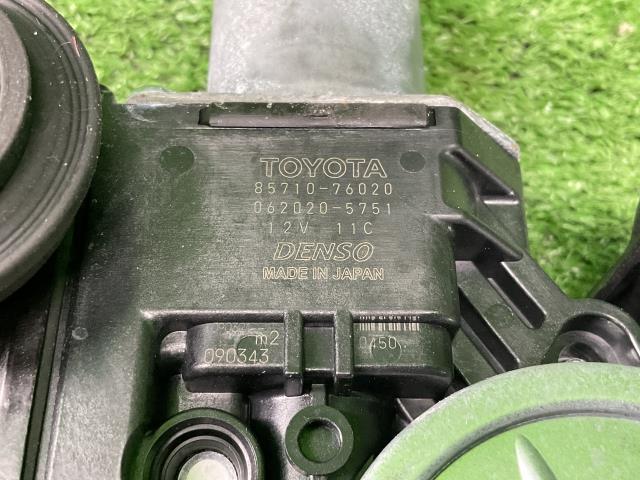 TOYOTA
85710-76020
062020-5751
12V 11C
DENSO
MADE IN JAPAN
m2
090343
0450